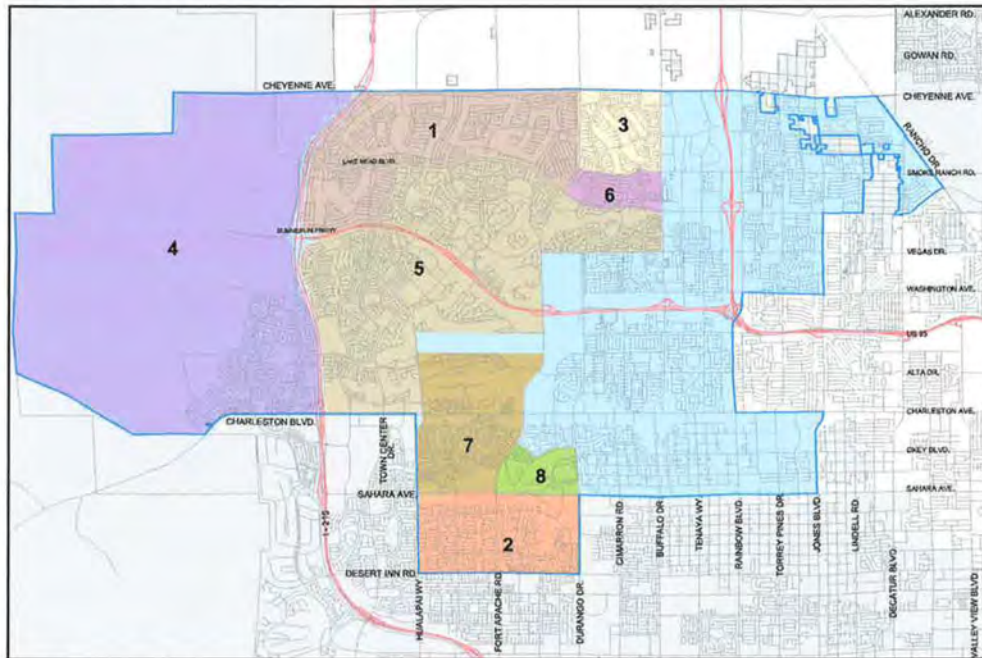 ALEXANDER RD.
GOWAN RD.
CHEYENNE AVE.
CHEYENNE AVE.
1
3
RANCHO DR.
LAKE MEAD BLVD.
SMOKE RANCH RD.
6
4
SUMMERLIN PKWY
VEGAS DR.
5
WASHINGTON AVE.
US 95
ALTA DR.
CHARLESTON BLVD.
CHARLESTON AVE.
TOWN CENTER
DR.
7
OKEY BLVD.
8
SAHARA AVE.
SAHARA AVE.
I-215
2
DESERT INN RD.
HUALAPAI WY
FORT APACHE RD.
DURANGO DR.
CIMARRON RD.
BUFFALO DR
TENAYA WY.
RAINBOW BLVD.
TORREY PINES DR.
JONES BLVD.
LINDELL RD.
DECATUR BLVD
VALLEY VIEW BLVD